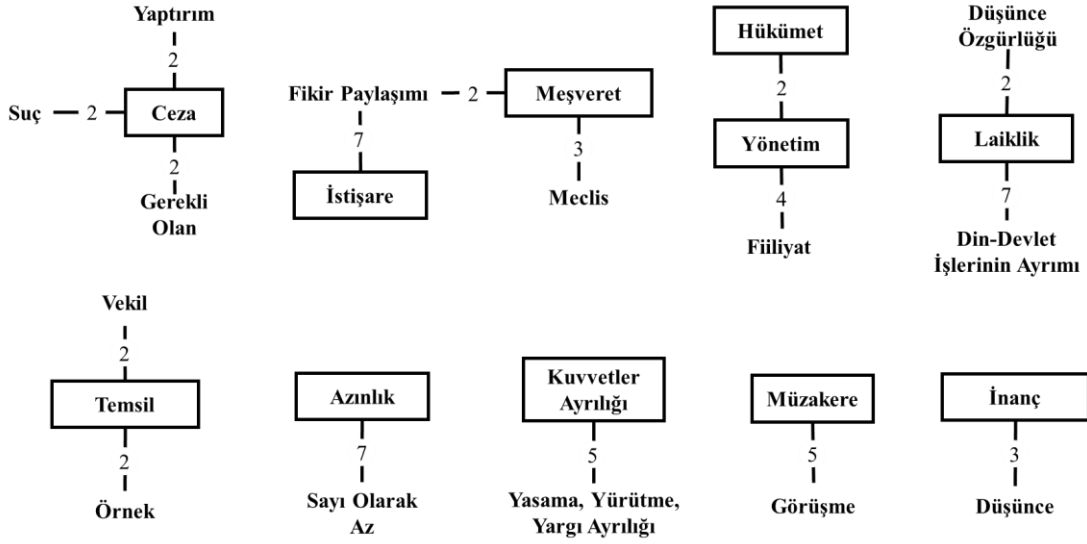 Yaptırım
2
Suç
2
Ceza
2
Gerekli
Olan
Fikir Paylaşımı
2
Meşveret
7
İstişare
3
Meclis
Hükümet
2
Yönetim
4
Fiiliyat
Düşünce
Özgürlüğü
2
Laiklik
7
Din-Devlet
İşlerinin Ayrımı
Vekil
2
Temsil
2
Örnek
Azınlık
7
Sayı Olarak
Az
Kuvvetler
Ayrılığı
5
Yasama, Yürütme,
Yargı Ayrılığı
Müzakere
5
Görüşme
İnanç
3
Düşünce